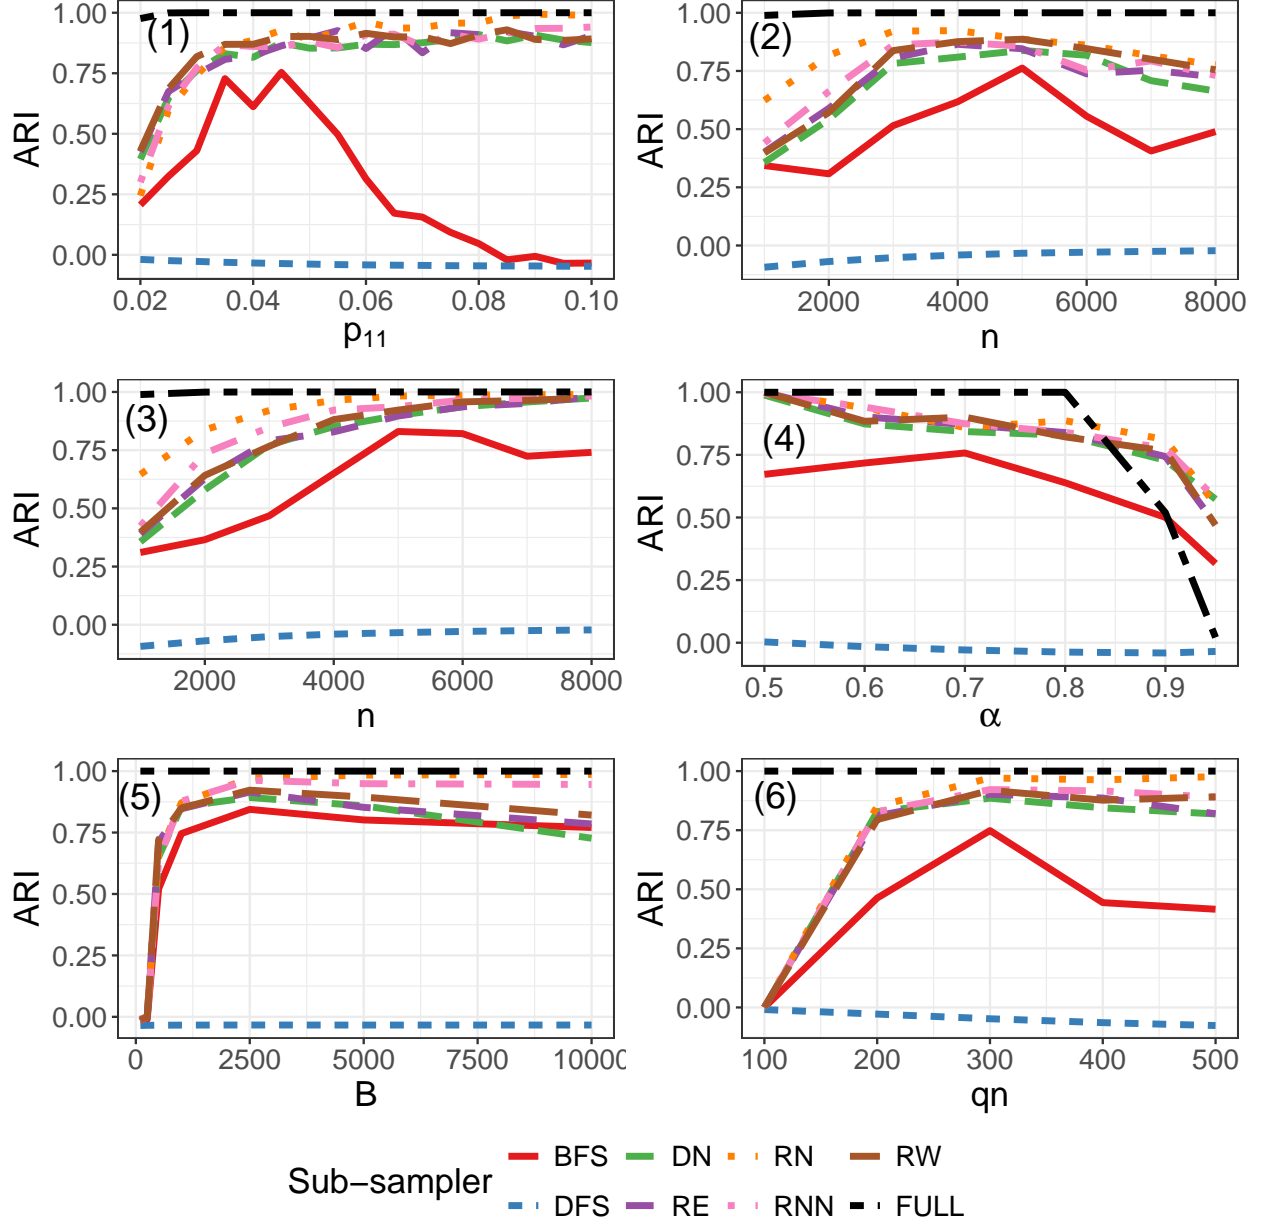 (1)
1.00
0.75
0.50
0.25
0.00
ARI
0.02 0.04 0.06 0.08 0.10
p11
(2)
1.00
0.75
0.50
0.25
0.00
ARI
2000 4000 6000 8000
n
(3)
1.00
0.75
0.50
0.25
0.00
ARI
2000 4000 6000 8000
n
(4)
1.00
0.75
0.50
0.25
0.00
ARI
0.5 0.6 0.7 0.8 0.9
α
(5)
1.00
0.75
0.50
0.25
0.00
ARI
0 2500 5000 7500 10000
B
(6)
1.00
0.75
0.50
0.25
0.00
ARI
100 200 300 400 500
qn
Sub−sampler
BFS DN RN RW
DFS RE RNN FULL